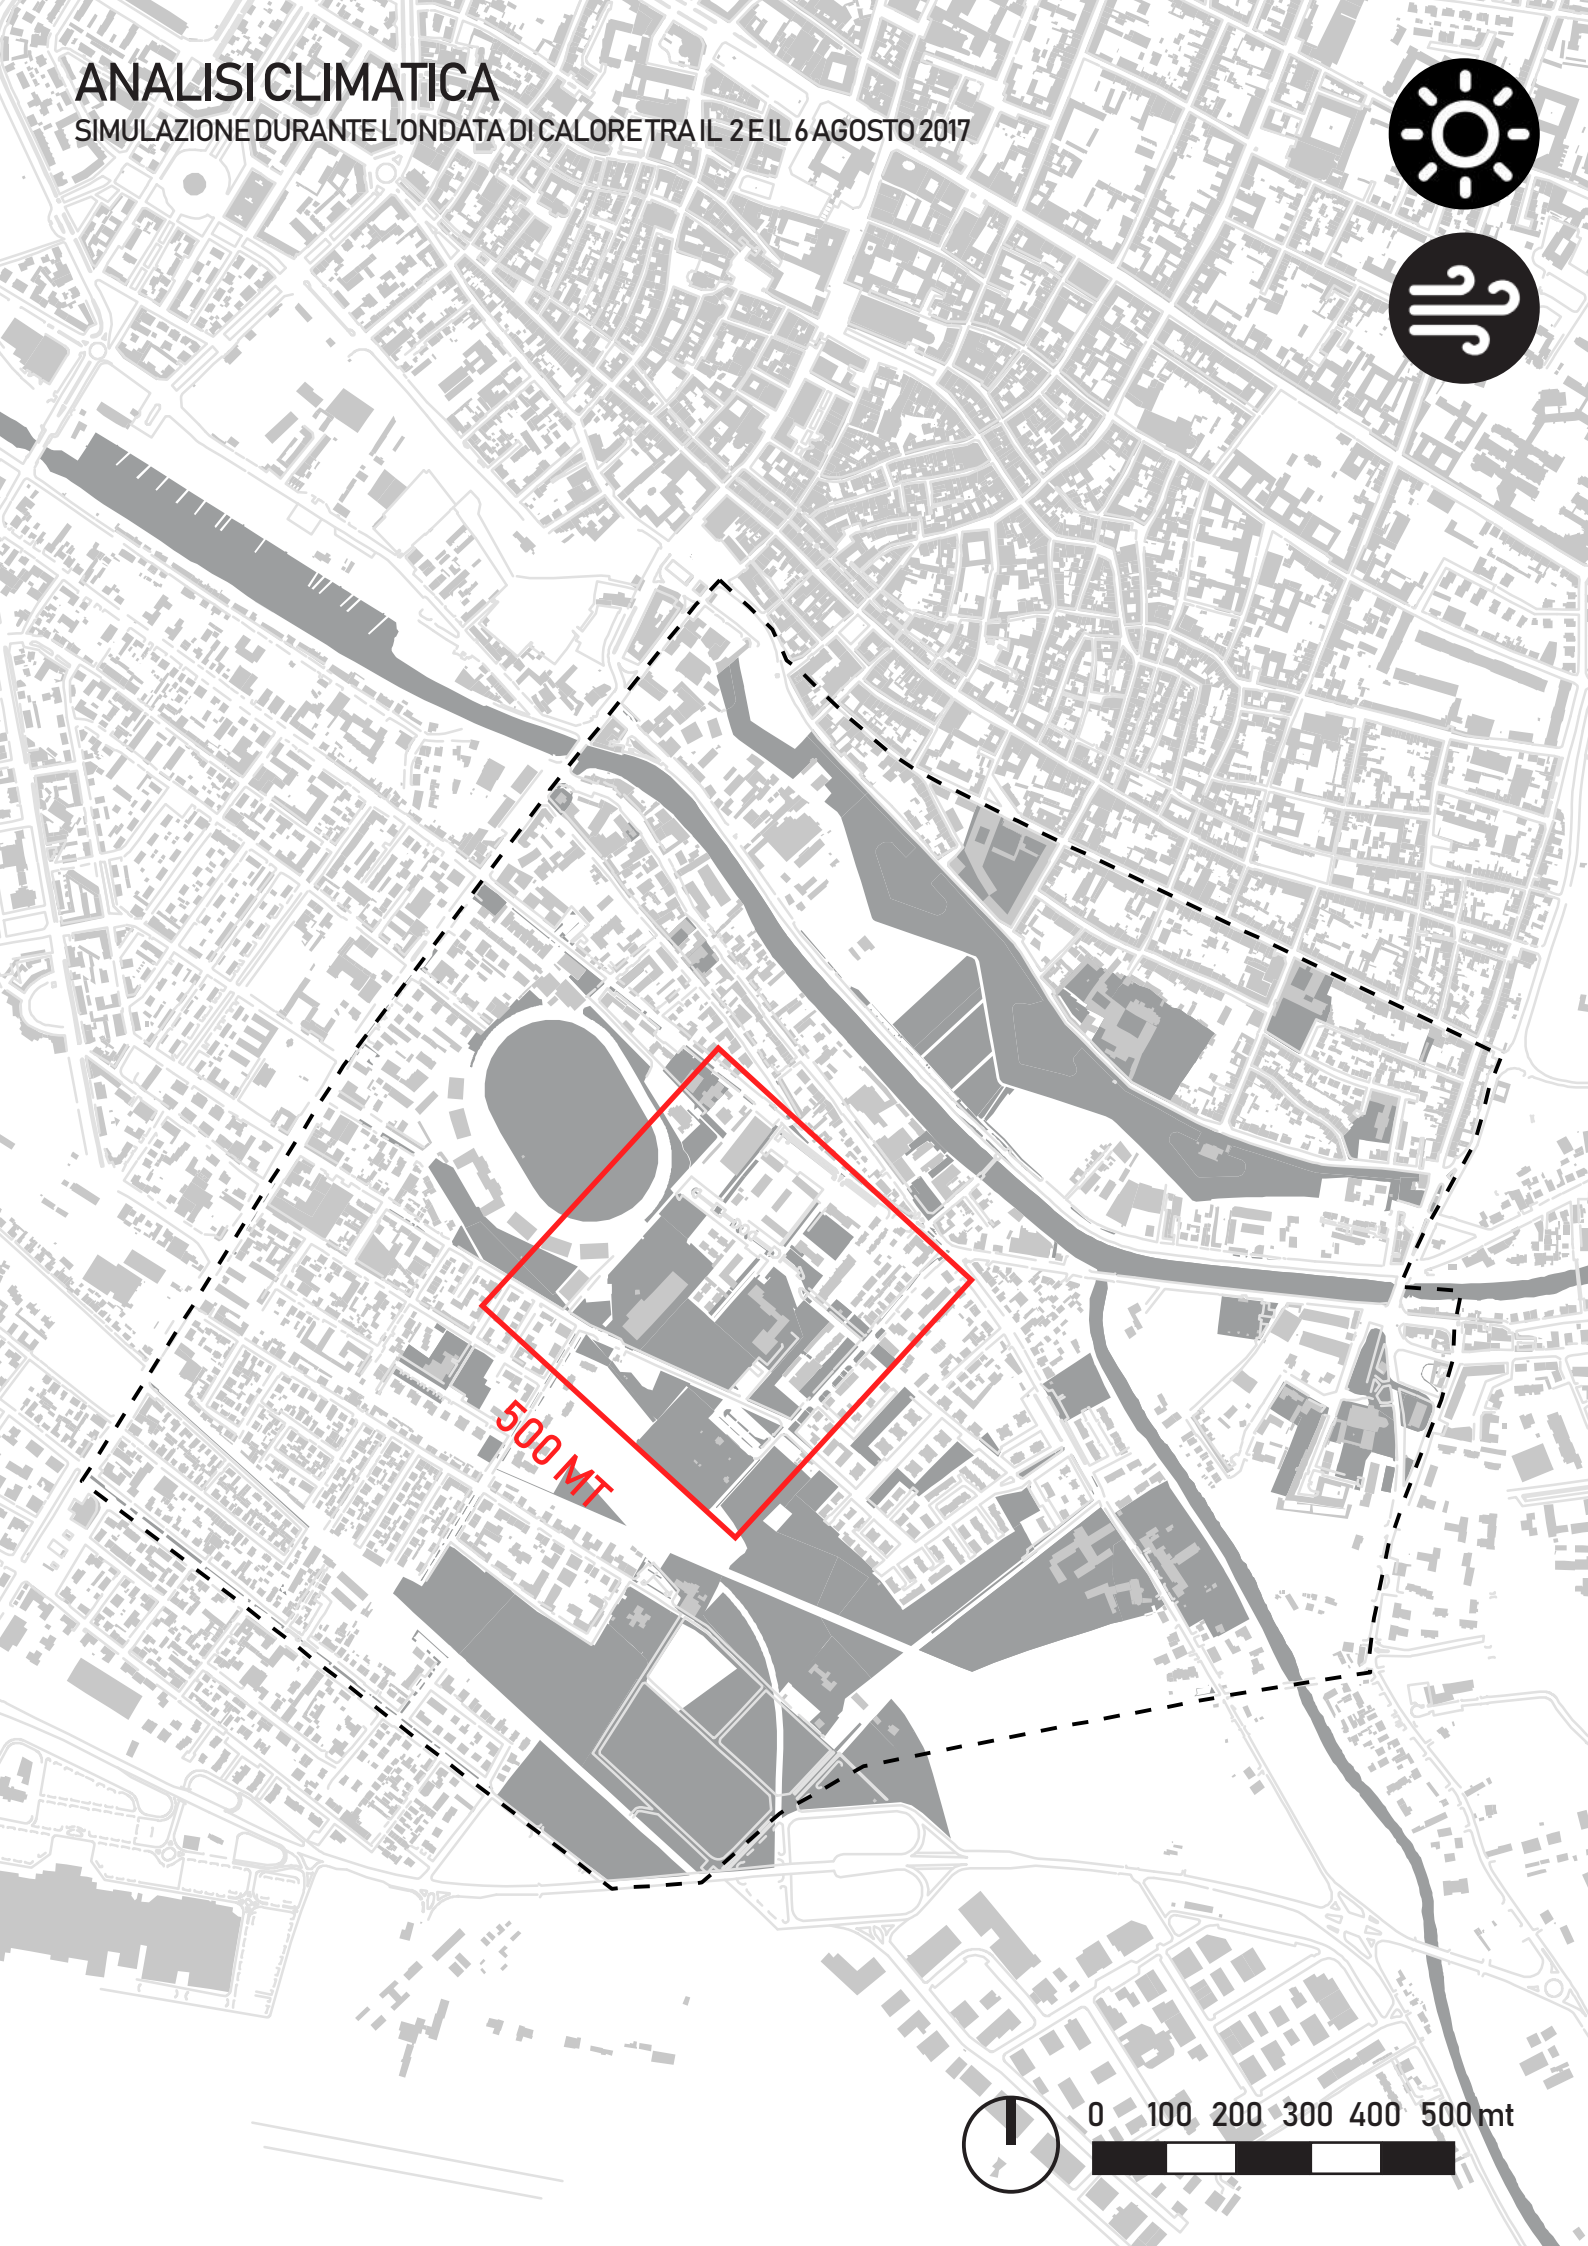 ANALISI CLIMATICA
SIMULAZIONE DURANTE L'ONDATA DI CALORE TRA IL 2 E IL 6 AGOSTO 2017
500 MT
0 100 200 300 400 500 mt